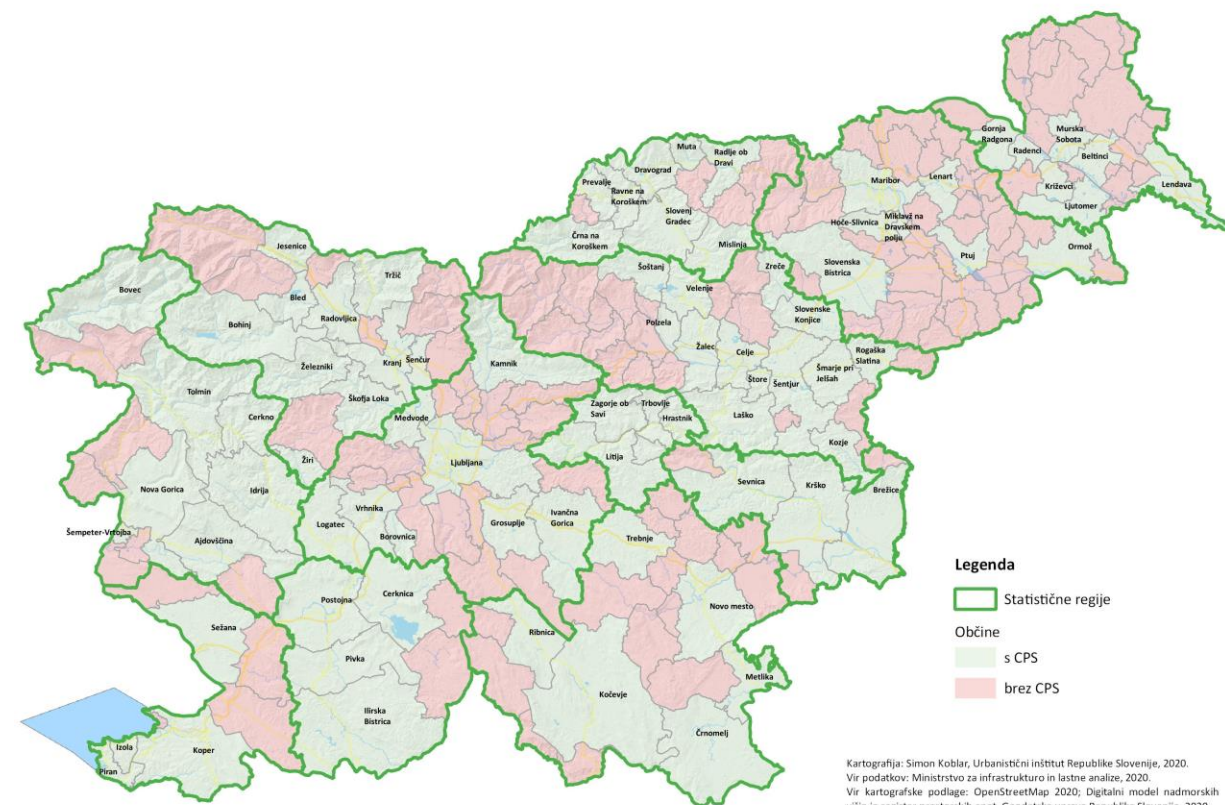 Gornja
Radgona
Murska
Sobota
Radenci
Beltinci
Muta
Radlje ob
Dravi
Dravograd
Prevalje
Ravne na
Koroškem
Maribor
Lenart
Križevci
Lendava
Ljutomer
Slovenj
Gradec
Hoče-Slivnica
Miklavž na
Dravskem
polju
Črna na
Koroškem
Mislinja
Ptuj
Ormož
Jesenice
Tržič
Šoštanj
Zreče
Slovenska
Bistrica
Bovec
Bled
Velenje
Radovljica
Slovenske
Konjice
Bohinj
Polzela
Žalec
Celje
Rogaška
Slatina
Kranj
Šenčur
Kamnik
Železniki
Šmarje pri
Jelšah
Tolmin
Štore
Šentjur
Škofja Loka
Zagorje ob
Savi
Trbovlje
Hrastnik
Cerkno
Medvode
Laško
Kozje
Žiri
Ljubljana
Litija
Nova Gorica
Idrija
Sevnica
Krško
Brežice
Vrhnika
Ivančna
Gorica
Grosuplje
Logatec
Šempeter-Vrtojba
Ajdovščina
Borovnica
Trebnje
Postojna
Cerknica
Novo mesto
Sežana
Ribnica
Pivka
Metlika
Kočevje
Ilirska
Bistrica
Črnomelj
Izola
Koper
Piran
Legenda
Statistične regije
Občine
s CPS
brez CPS
Kartografija: Simon Koblar, Urbanistični inštitut Republike Slovenije, 2020.
Vir podatkov: Ministrstvo za infrastrukturo in lastne analize, 2020.
Vir kartografske podlage: OpenStreetMap 2020; Digitalni model nadmorskih